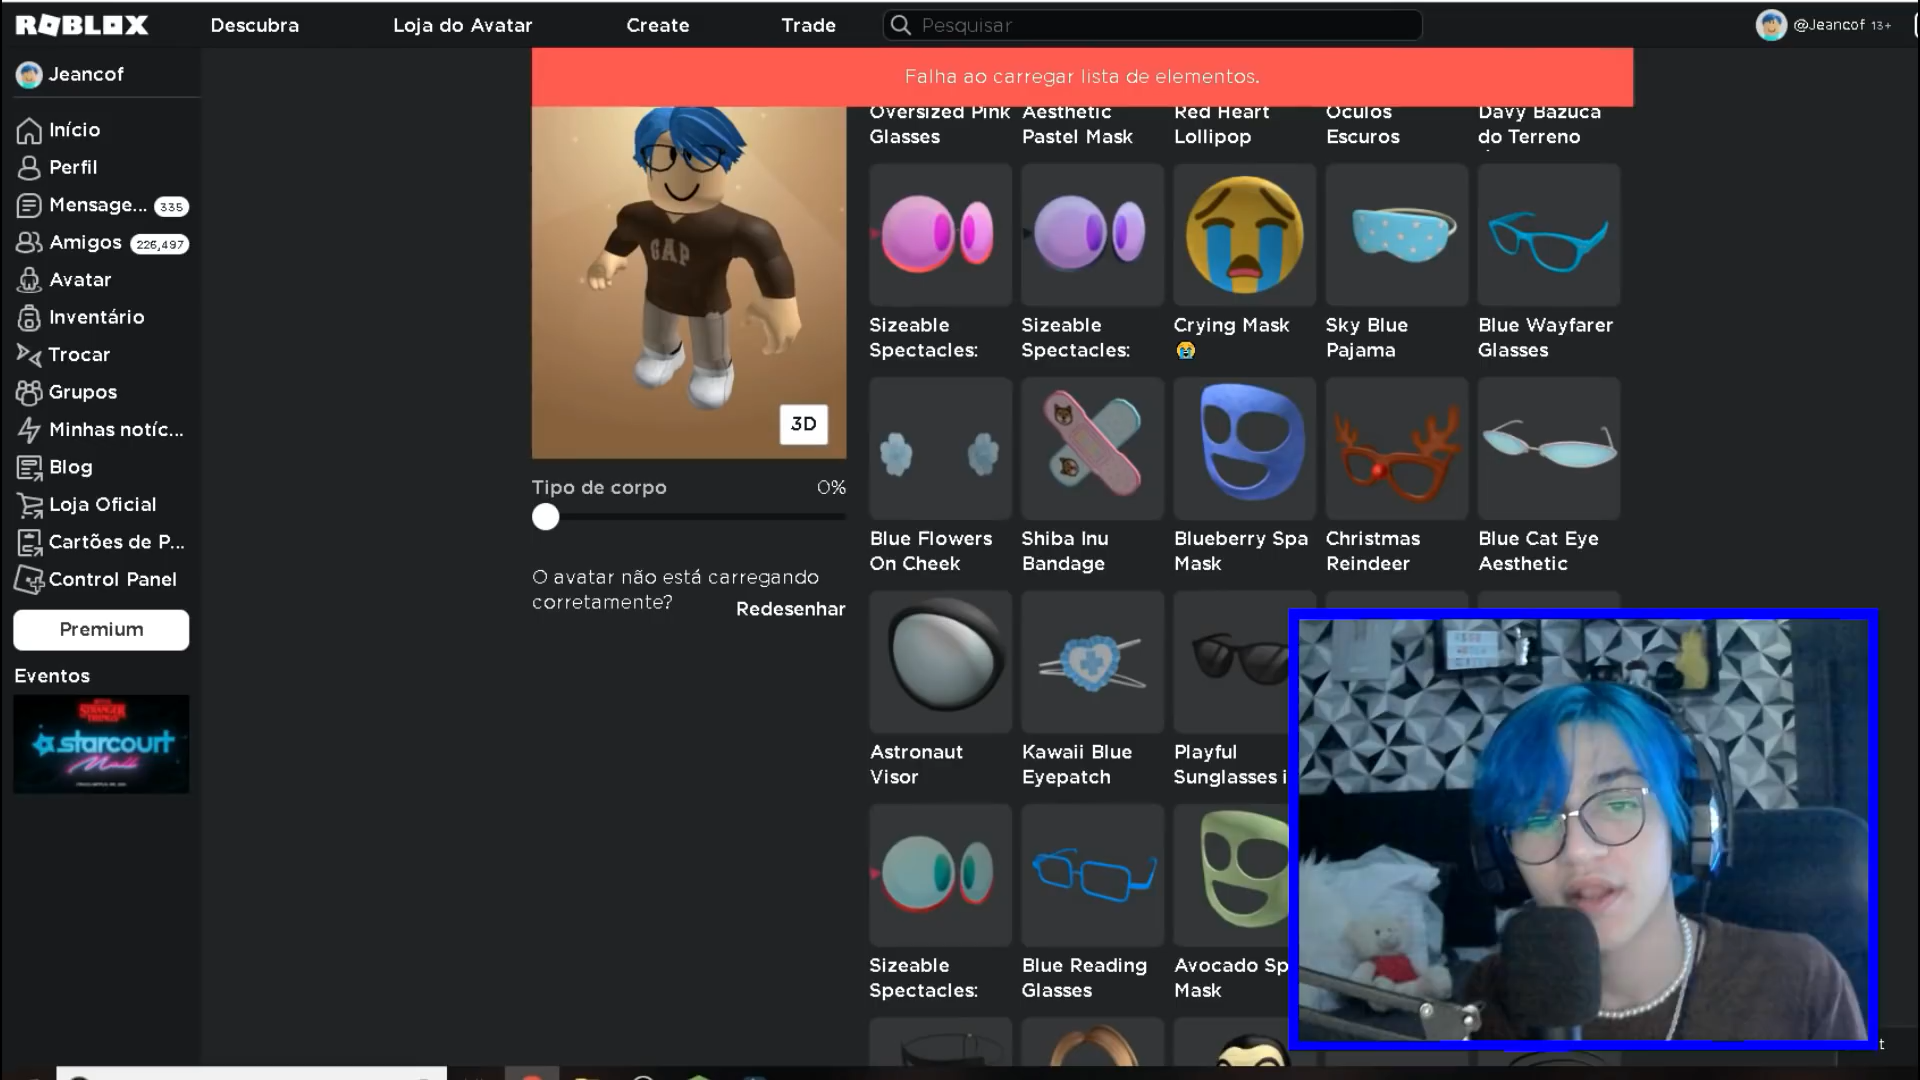 ROBLOX
Descubra
Loja do Avatar
Create
Trade
Pesquisar
@Jeancof 13+
Jeancof
Início
Perfil
Mensage... 335
Amigos 226,497
Avatar
Inventário
Trocar
Grupos
Minhas notíc...
Blog
Loja Oficial
Cartões de P...
Control Panel
Premium
Eventos
STRANGER THINGS
starcourt
Mall
Falha ao carregar lista de elementos.
GAP
3D
Tipo de corpo 0%
O avatar não está carregando
corretamente?
Redesenhar
Oversized Pink
Glasses
Aesthetic
Pastel Mask
Red Heart
Lollipop
Óculos
Escuros
Davy Bazuca
do Terreno
Sizeable
Spectacles:
Sizeable
Spectacles:
Crying Mask
😭
Sky Blue
Pajama
Blue Wayfarer
Glasses
Blue Flowers
On Cheek
Shiba Inu
Bandage
Blueberry Spa
Mask
Christmas
Reindeer
Blue Cat Eye
Aesthetic
Astronaut
Visor
Kawaii Blue
Eyepatch
Playful
Sunglasses i
Sizeable
Spectacles:
Blue Reading
Glasses
Avocado Sp
Mask